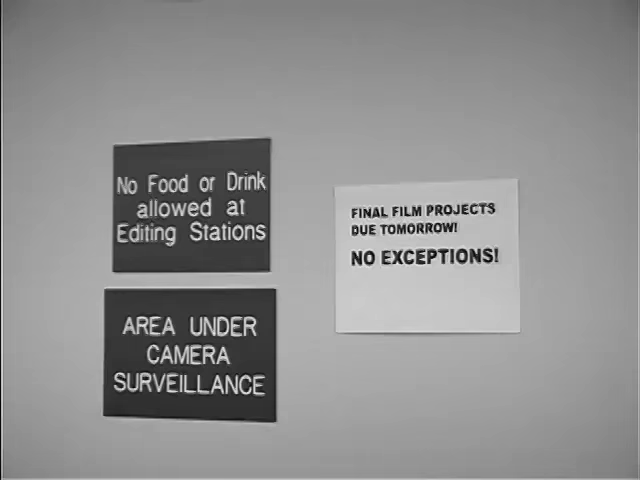 No Food or Drink
allowed at
Editing Stations
AREA UNDER
CAMERA
SURVEILLANCE
FINAL FILM PROJECTS
DUE TOMORROW!
NO EXCEPTIONS!